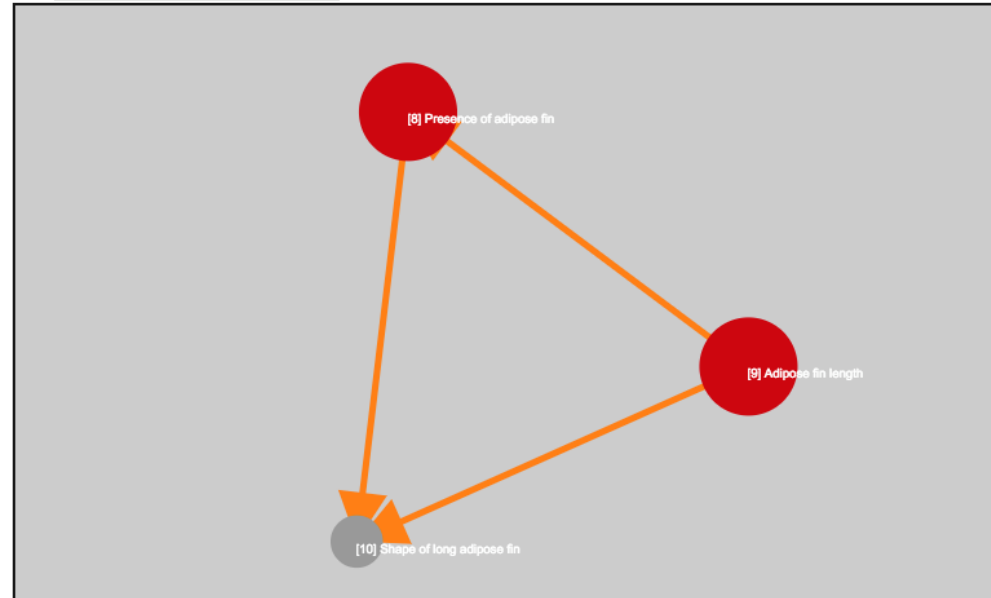 [8] Presence of adipose fin
[9] Adipose fin length
[10] Shape of long adipose fin